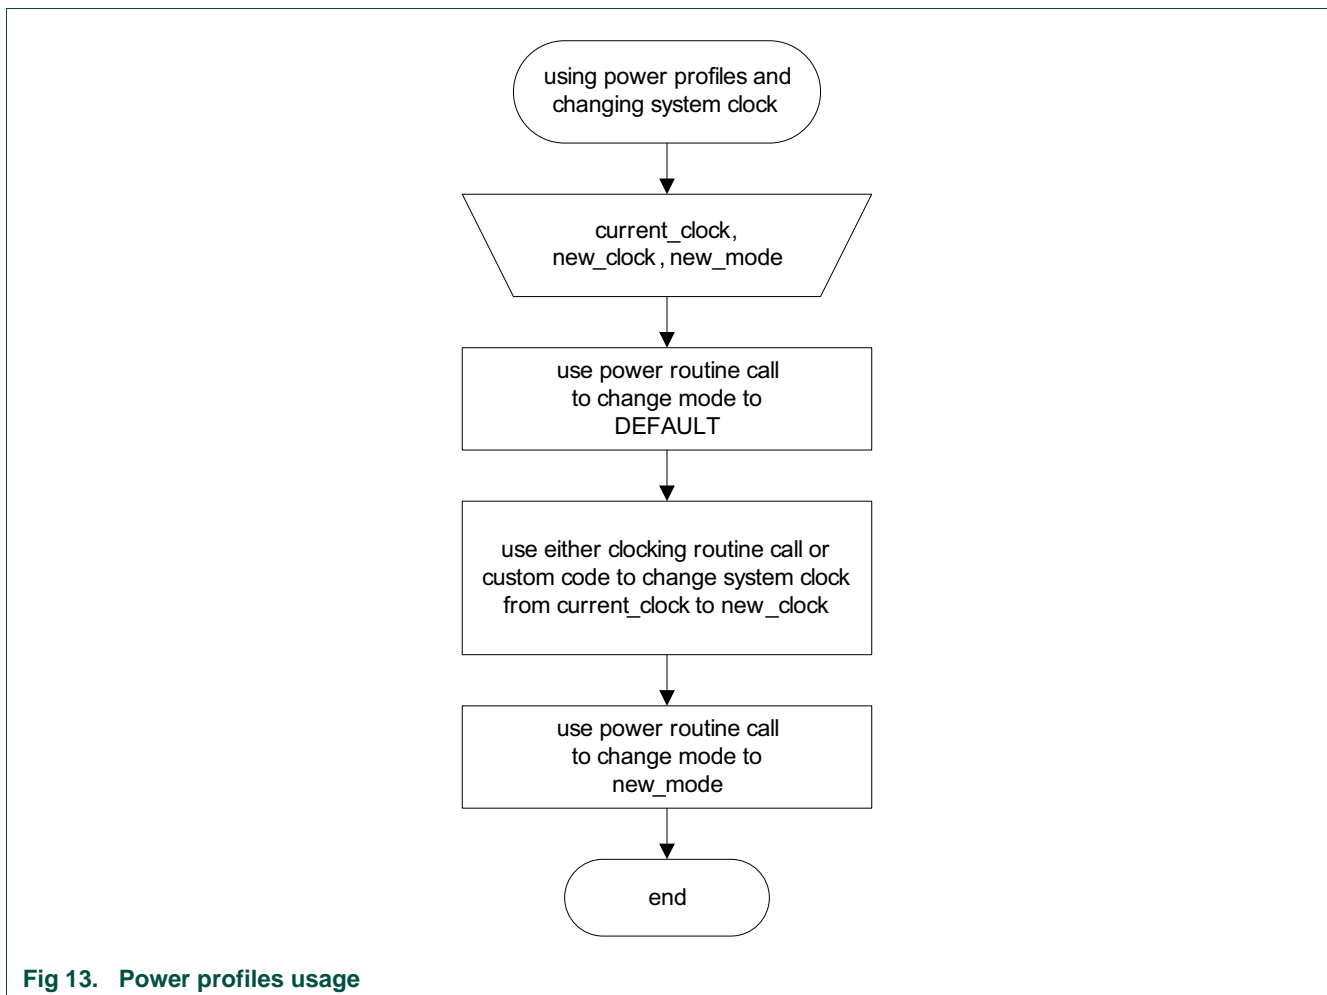 using power profiles and
changing system clock
current_clock,
new_clock, new_mode
use power routine call
to change mode to
DEFAULT
use either clocking routine call or
custom code to change system clock
from current_clock to new_clock
use power routine call
to change mode to
new_mode
end
Fig 13. Power profiles usage